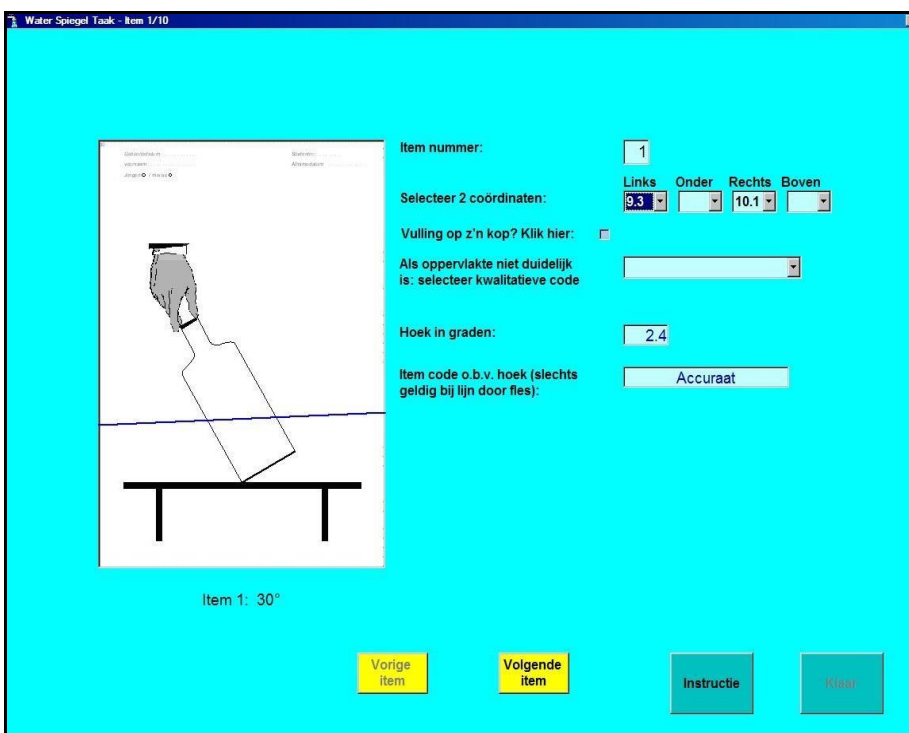 Water Spiegel Taak - Item 1/10
Item nummer:
1
Links Onder Rechts Boven
Selecteer 2 coördinaten:
9.3 10.1
Vulling op z'n kop? Klik hier:
Als oppervlakte niet duidelijk
is: selecteer kwalitatieve code
Hoek in graden:
2.4
Item code o.b.v. hoek (slechts
geldig bij lijn door fles):
Accuraat
Item 1: 30°
Vorige
item
Volgende
item
Instructie
Klaar